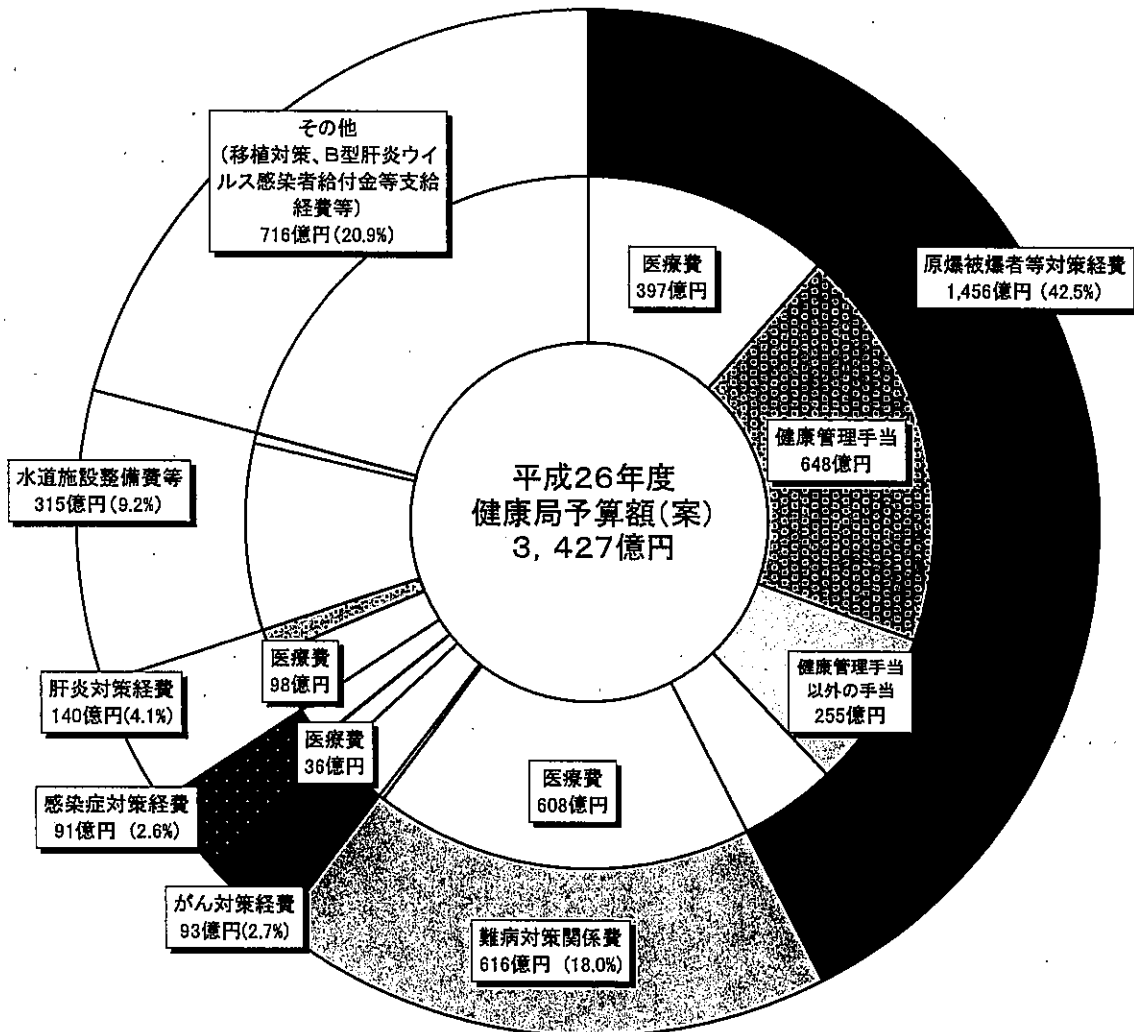 その他
(移植対策、B型肝炎ウイ
ルス感染者給付金等支給
経費等)
716億円(20.9%)
医療費
397億円
原爆被爆者等対策経費
1,456億円 (42.5%)
健康管理手当
648億円
平成26年度
健康局予算額(案)
3,427億円
水道施設整備費等
315億円(9.2%)
医療費
98億円
健康管理手当
以外の手当
255億円
肝炎対策経費
140億円(4.1%)
医療費
36億円
医療費
608億円
感染症対策経費
91億円 (2.6%)
がん対策経費
93億円(2.7%)
難病対策関係費
616億円 (18.0%)